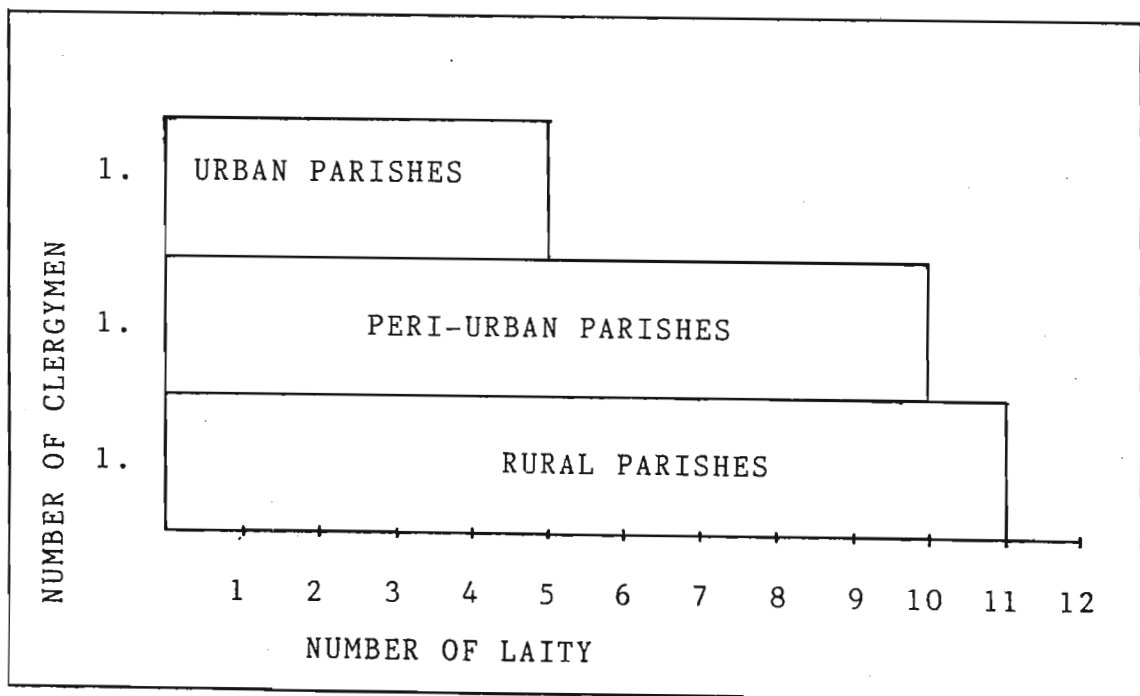 1. URBAN PARISHES
1. PERI-URBAN PARISHES
1. RURAL PARISHES
NUMBER OF CLERGYMEN
1 2 3 4 5 6 7 8 9 10 11 12
NUMBER OF LAITY